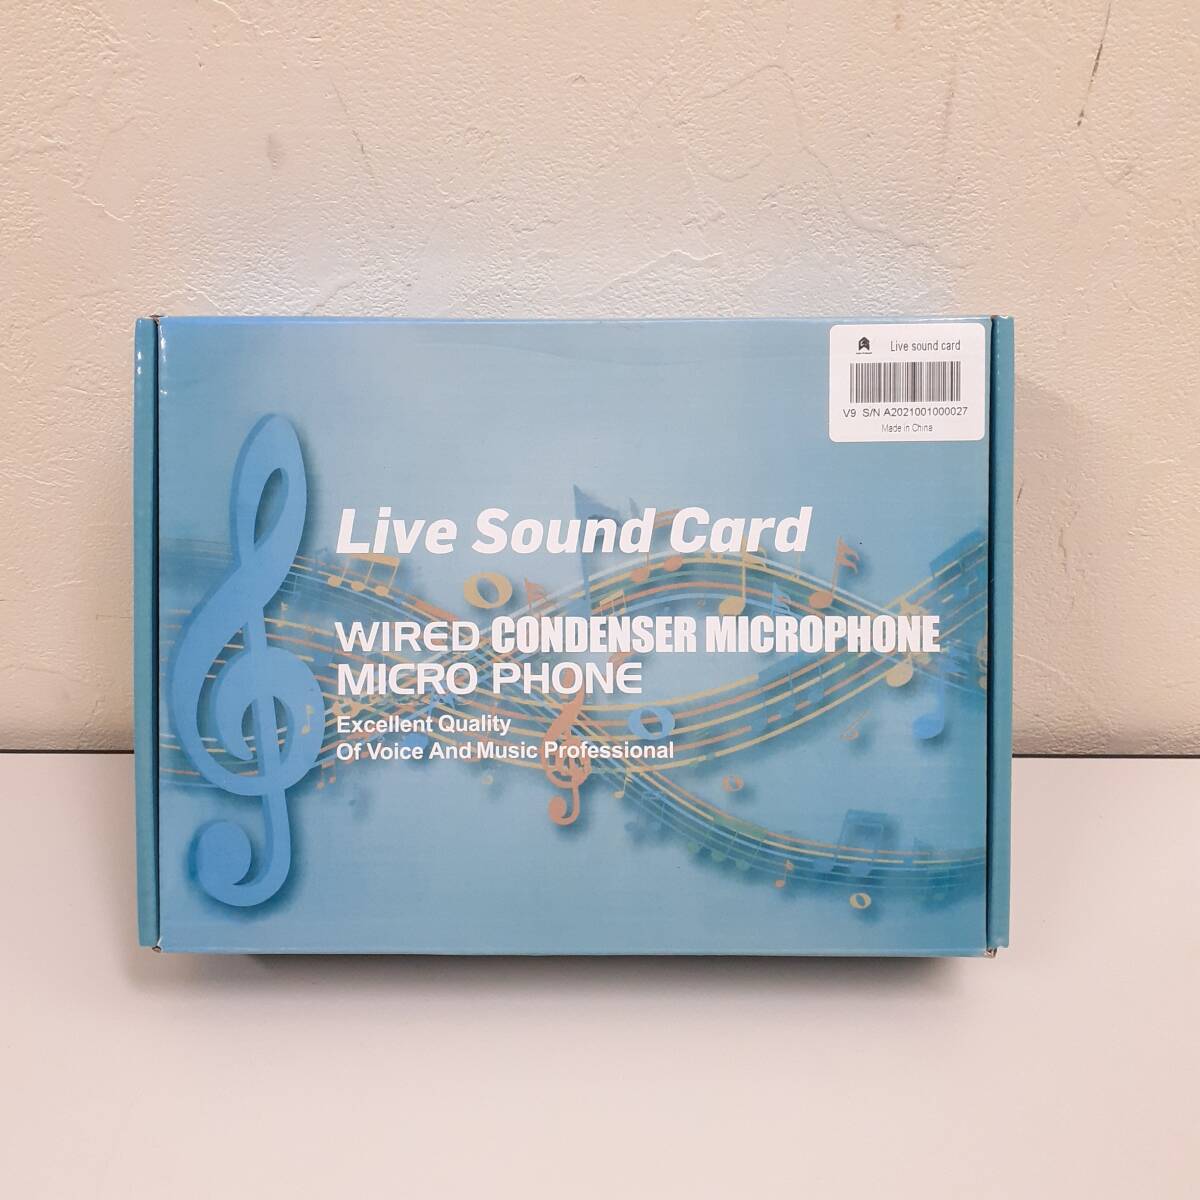 Live sound card
V9 S/N A2021001000027
Made in China
Live Sound Card
WIRED CONDENSER MICROPHONE
MICRO PHONE
Excellent Quality
Of Voice And Music Professional